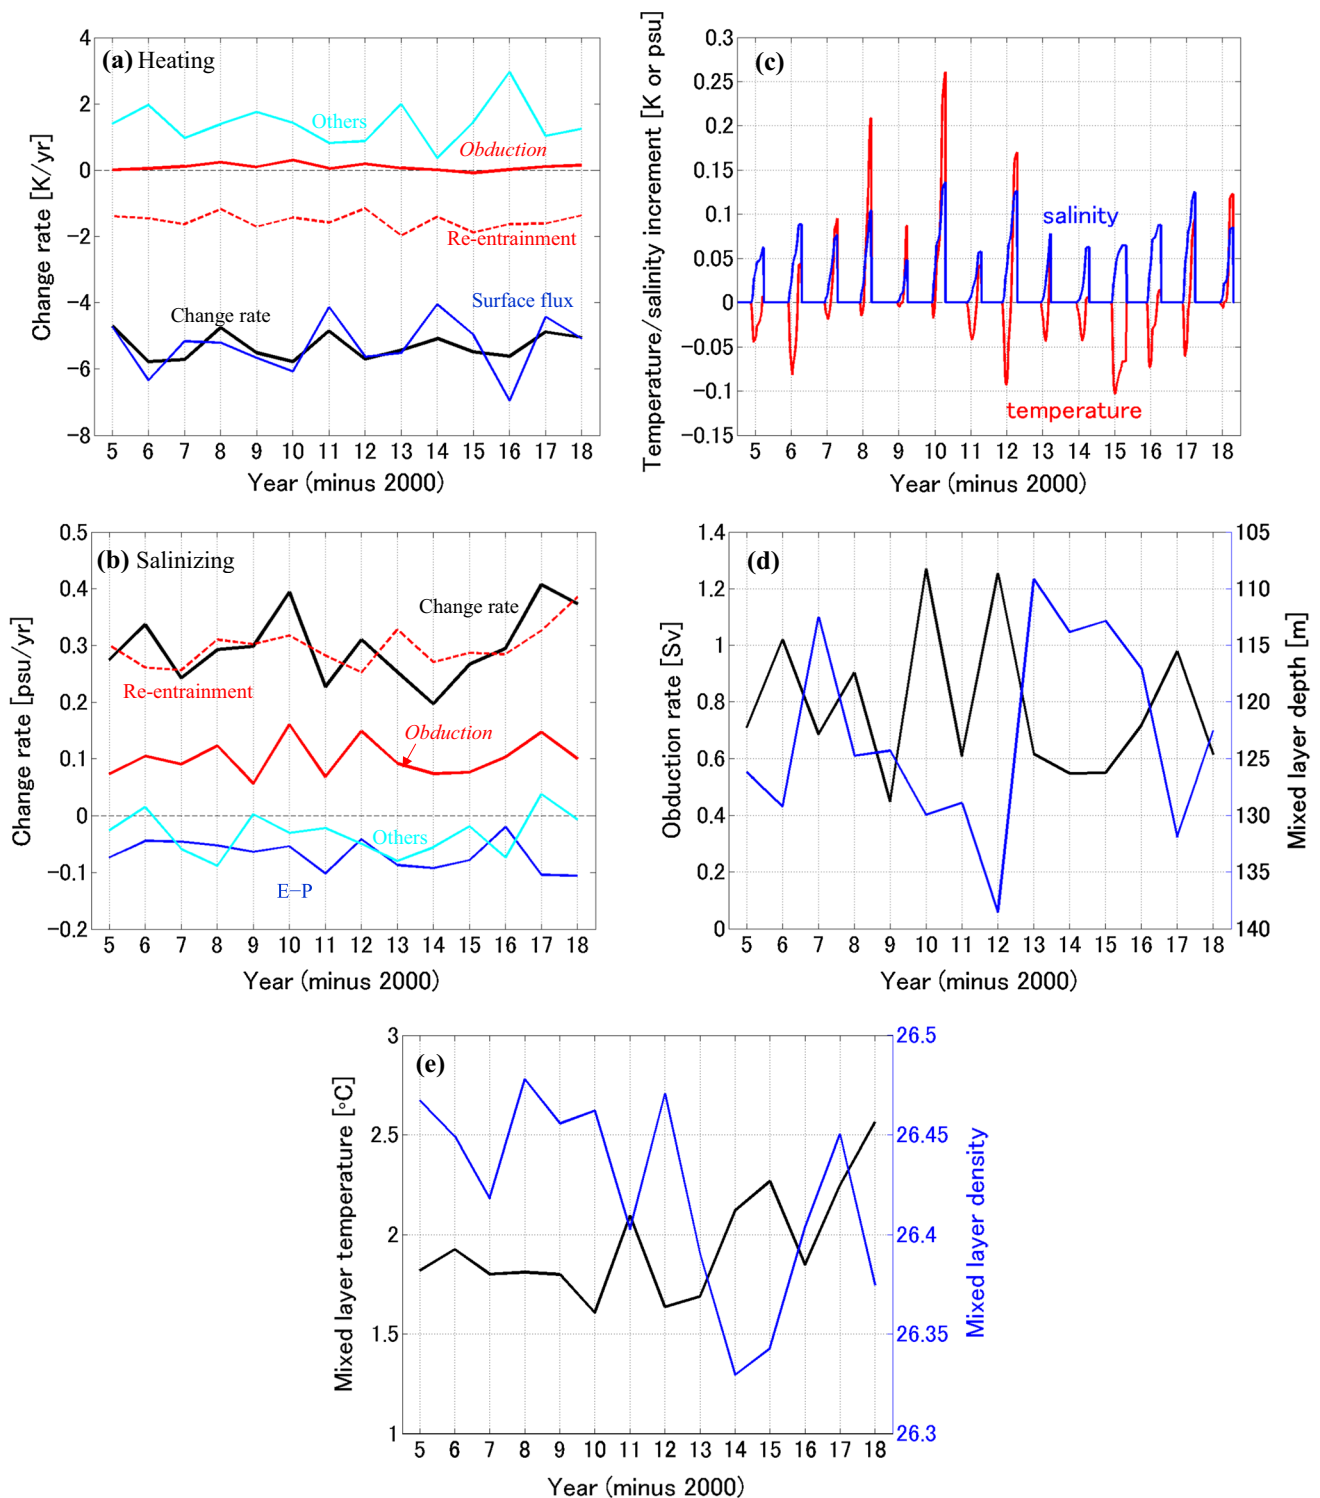 (a) Heating
4
2
0
−2
−4
−6
−8
Change rate [K/yr]
Others
Obduction
Re-entrainment
Surface flux
Change rate
5 6 7 8 9 10 11 12 13 14 15 16 17 18
Year (minus 2000)
(c)
0.3
0.25
0.2
0.15
0.1
0.05
0
−0.05
−0.1
−0.15
Temperature/salinity increment [K or psu]
salinity
temperature
5 6 7 8 9 10 11 12 13 14 15 16 17 18
Year (minus 2000)
(b) Salinizing
0.5
0.4
0.3
0.2
0.1
0
−0.1
−0.2
Change rate [psu/yr]
Change rate
Re-entrainment
Obduction
Others
E−P
5 6 7 8 9 10 11 12 13 14 15 16 17 18
Year (minus 2000)
(d)
1.4
1.2
1
0.8
0.6
0.4
0.2
0
Obduction rate [Sv]
105
110
115
120
125
130
135
140
Mixed layer depth [m]
5 6 7 8 9 10 11 12 13 14 15 16 17 18
Year (minus 2000)
(e)
3
2.5
2
1.5
1
Mixed layer temperature [°C]
26.5
26.45
26.4
26.35
26.3
Mixed layer density
5 6 7 8 9 10 11 12 13 14 15 16 17 18
Year (minus 2000)